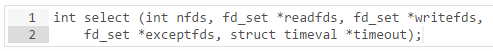 1 int select (int nfds, fd_set *readfds, fd_set *writefds,
2 fd_set *exceptfds, struct timeval *timeout);